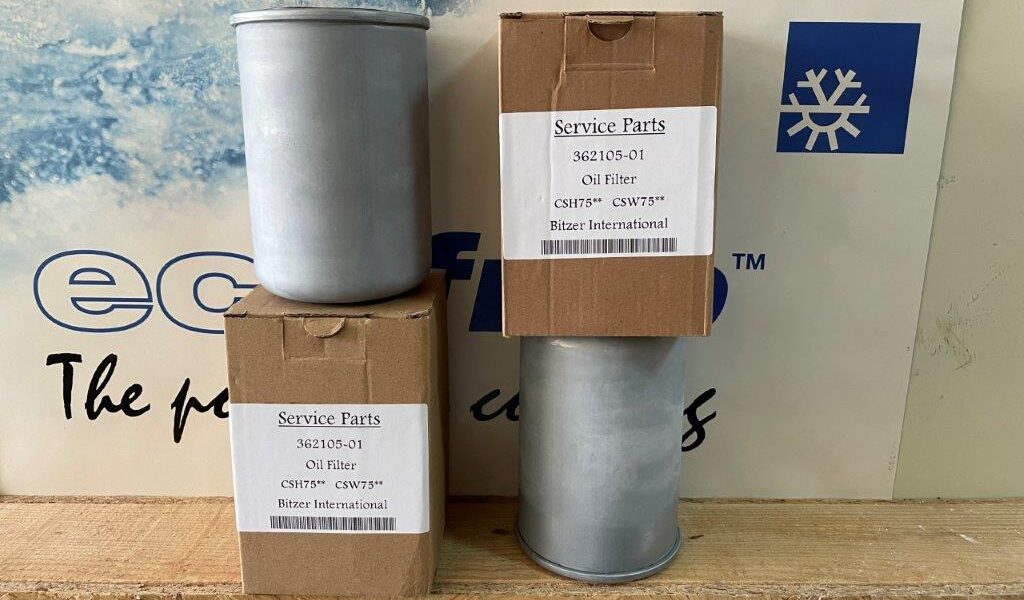 Service Parts
362105-01
Oil Filter
CSH75** CSW75**
Bitzer International
TM
The
Service Parts
362105-01
Oil Filter
CSH75** CSW75**
Bitzer International